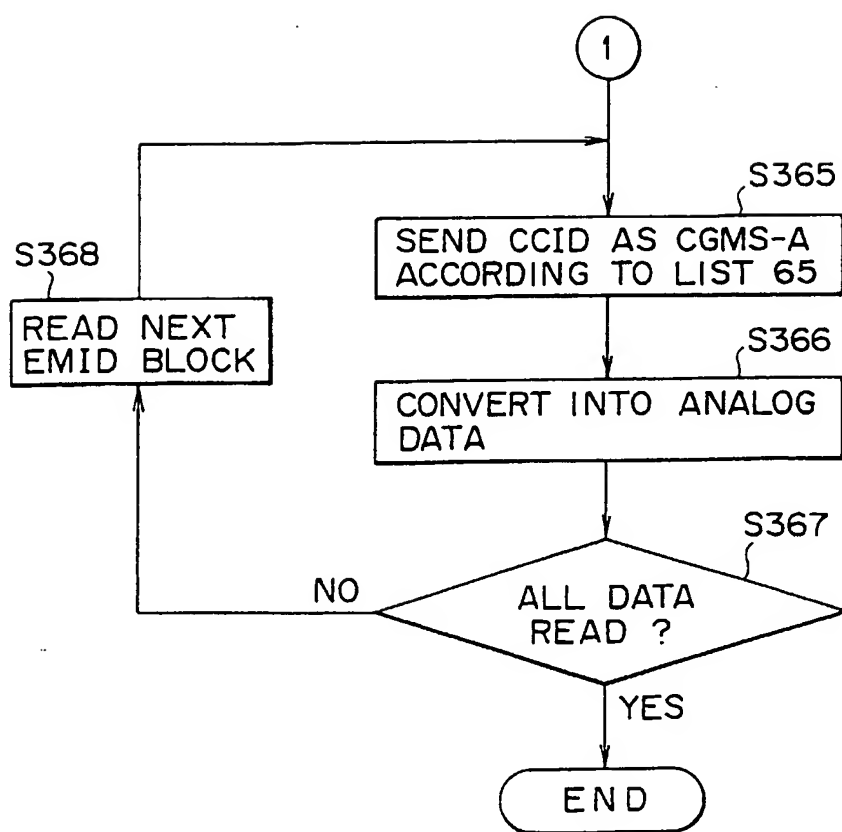 1
S365
SEND CCID AS CGMS-A
ACCORDING TO LIST 65
S368
READ NEXT
EMID BLOCK
S366
CONVERT INTO ANALOG
DATA
S367
ALL DATA
READ ?
NO
YES
END